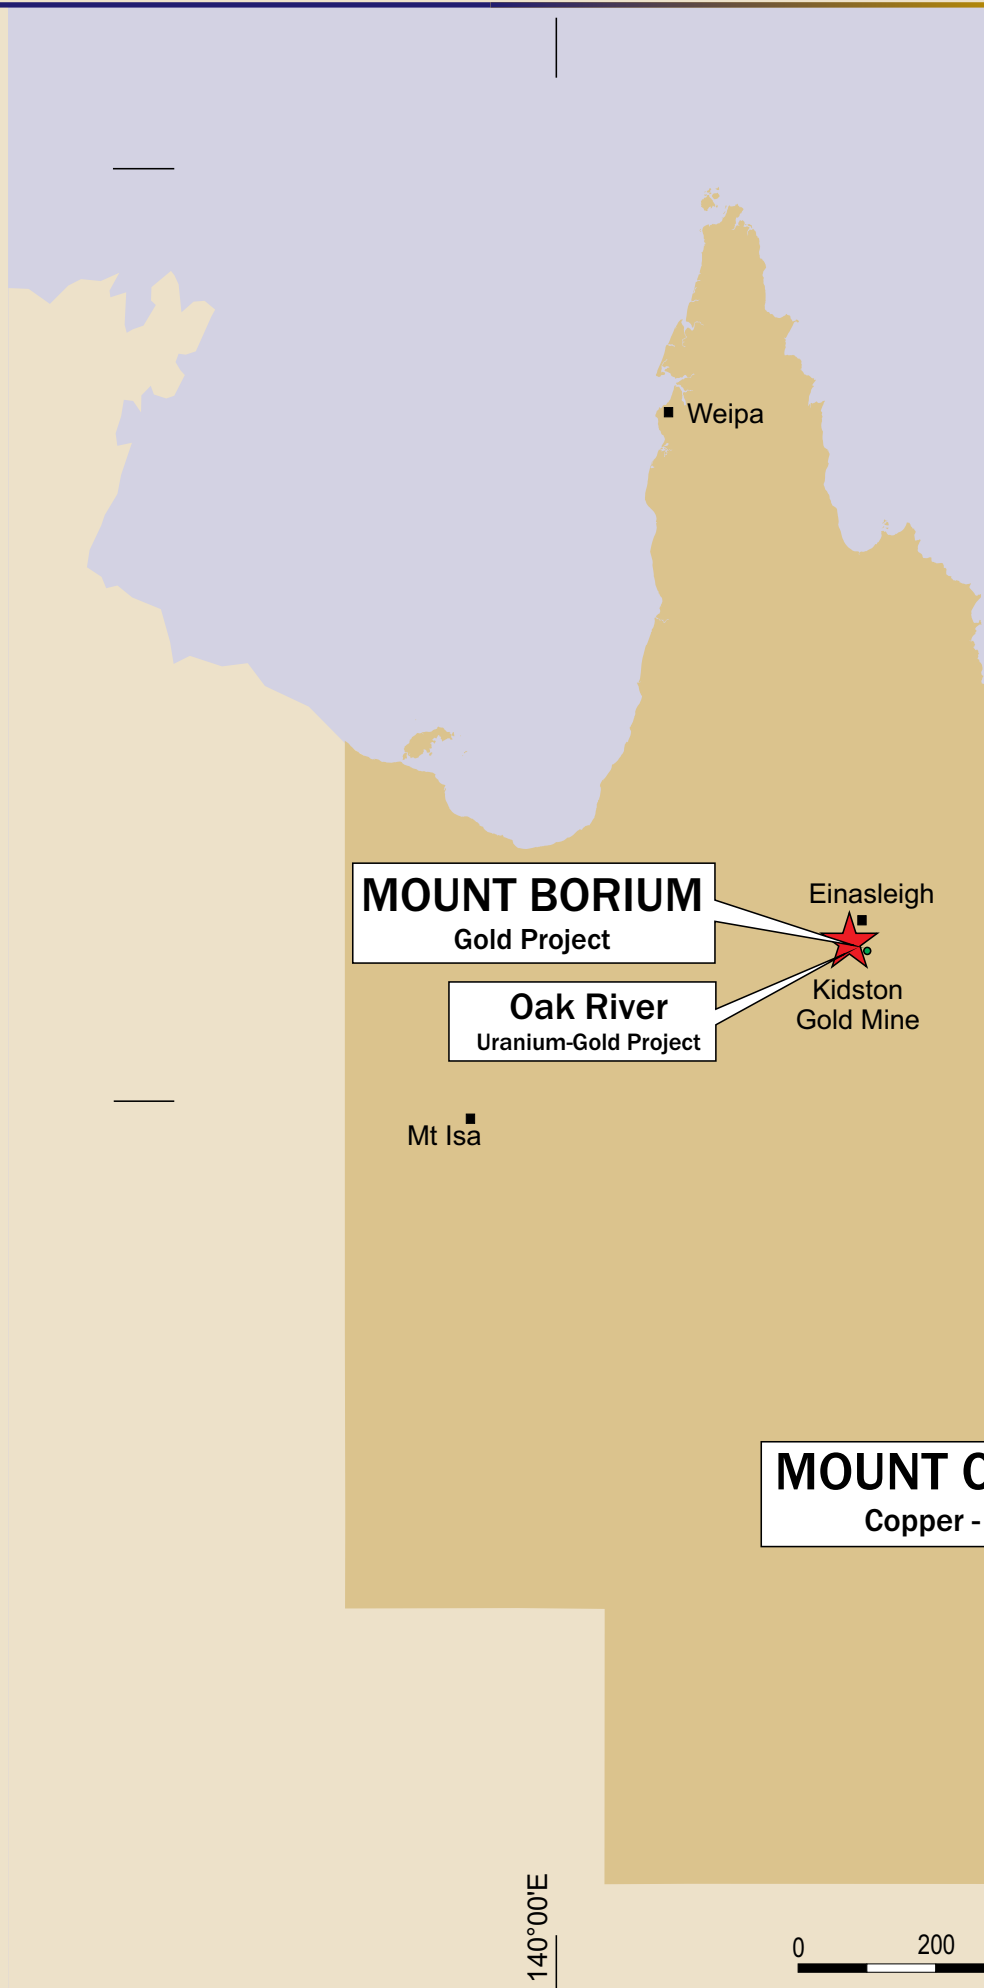 Weipa
MOUNT BORIUM
Gold Project
Einasleigh
Kidston
Gold Mine
Oak River
Uranium-Gold Project
Mt Isa
MOUNT
Copper -
140°00'E
0 200